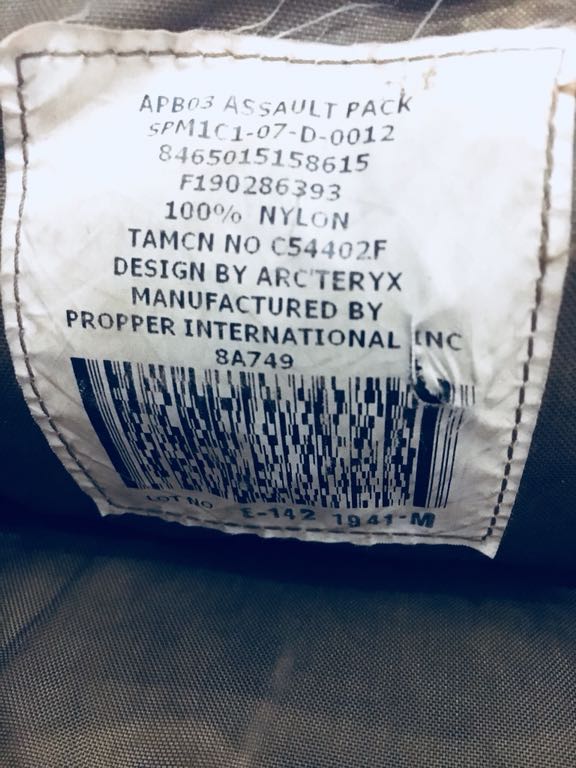 APB03 ASSAULT PACK
SPM1C1-07-D-0012
8465015158615
F190286393
100% NYLON
TAMCN NO C54402F
DESIGN BY ARC'TERYX
MANUFACTURED BY
PROPPER INTERNATIONAL INC
8A749
LOT NO E-142 1941-M